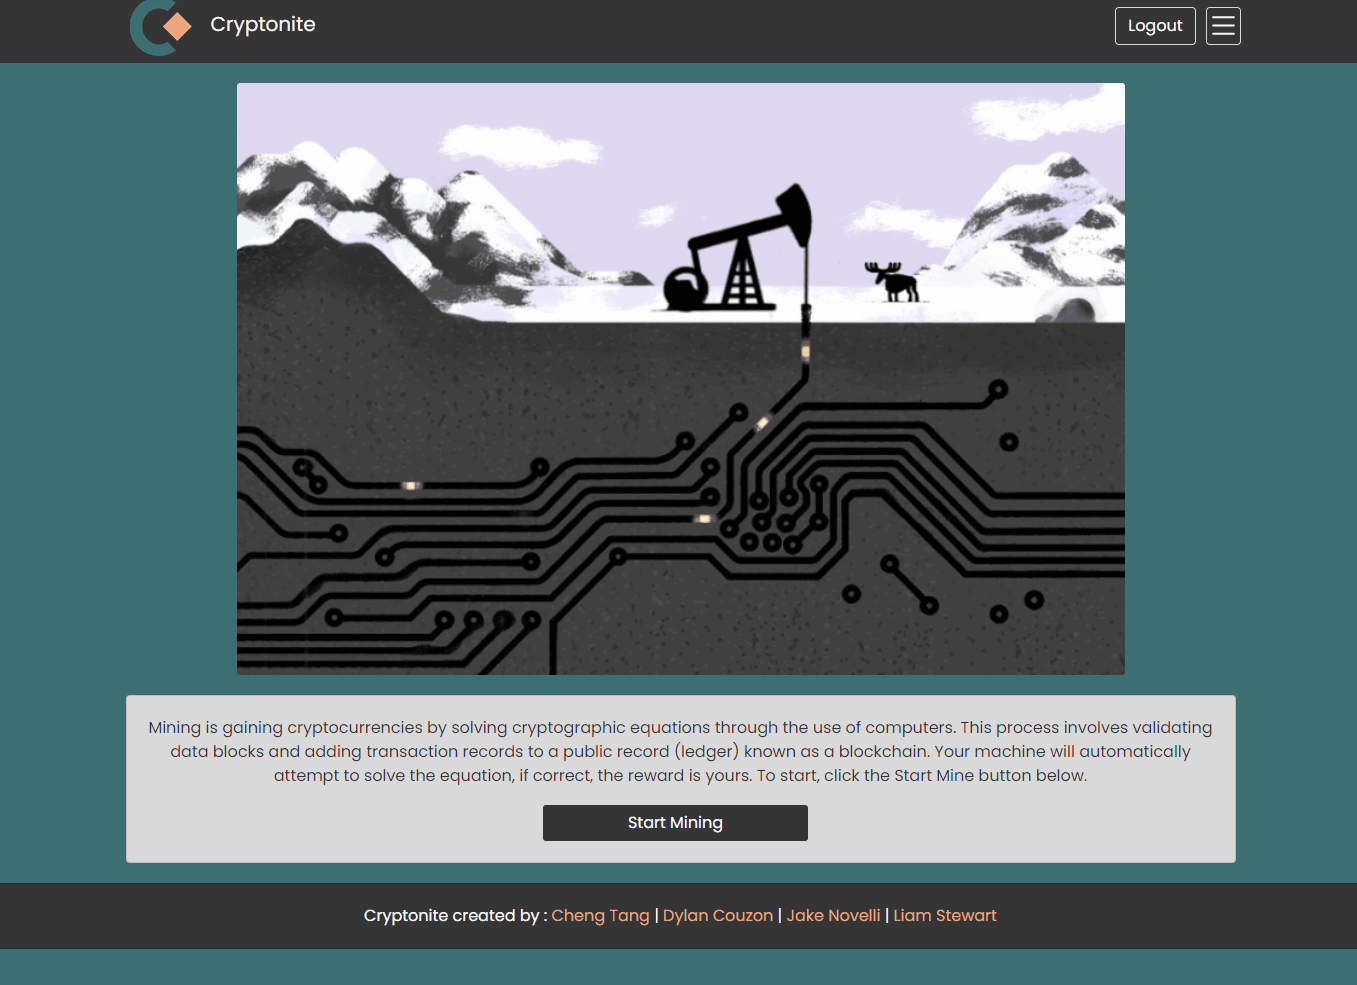 Cryptonite
Logout
Mining is gaining cryptocurrencies by solving cryptographic equations through the use of computers. This process involves validating
data blocks and adding transaction records to a public record (ledger) known as a blockchain. Your machine will automatically
attempt to solve the equation, if correct, the reward is yours. To start, click the Start Mine button below.
Start Mining
Cryptonite created by : Cheng Tang | Dylan Couzon | Jake Novelli | Liam Stewart